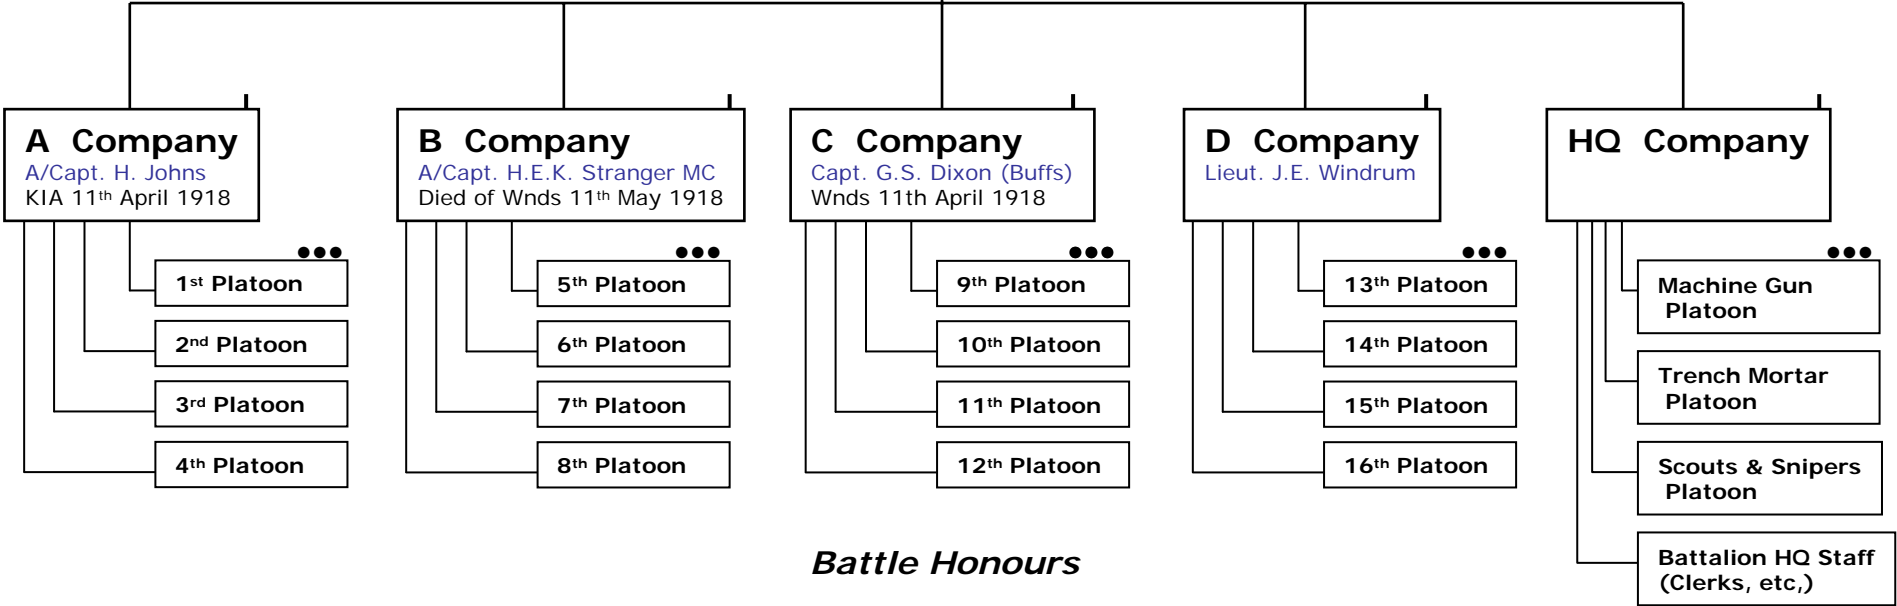 A Company
A/Capt. H. Johns
KIA 11th April 1918
1st Platoon
2nd Platoon
3rd Platoon
4th Platoon
B Company
A/Capt. H.E.K. Stranger MC
Died of Wnds 11th May 1918
5th Platoon
6th Platoon
7th Platoon
8th Platoon
C Company
Capt. G.S. Dixon (Buffs)
Wnds 11th April 1918
9th Platoon
10th Platoon
11th Platoon
12th Platoon
D Company
Lieut. J.E. Windrum
13th Platoon
14th Platoon
15th Platoon
16th Platoon
HQ Company
Machine Gun
Platoon
Trench Mortar
Platoon
Scouts & Snipers
Platoon
Battalion HQ Staff
(Clerks, etc,)
Battle Honours